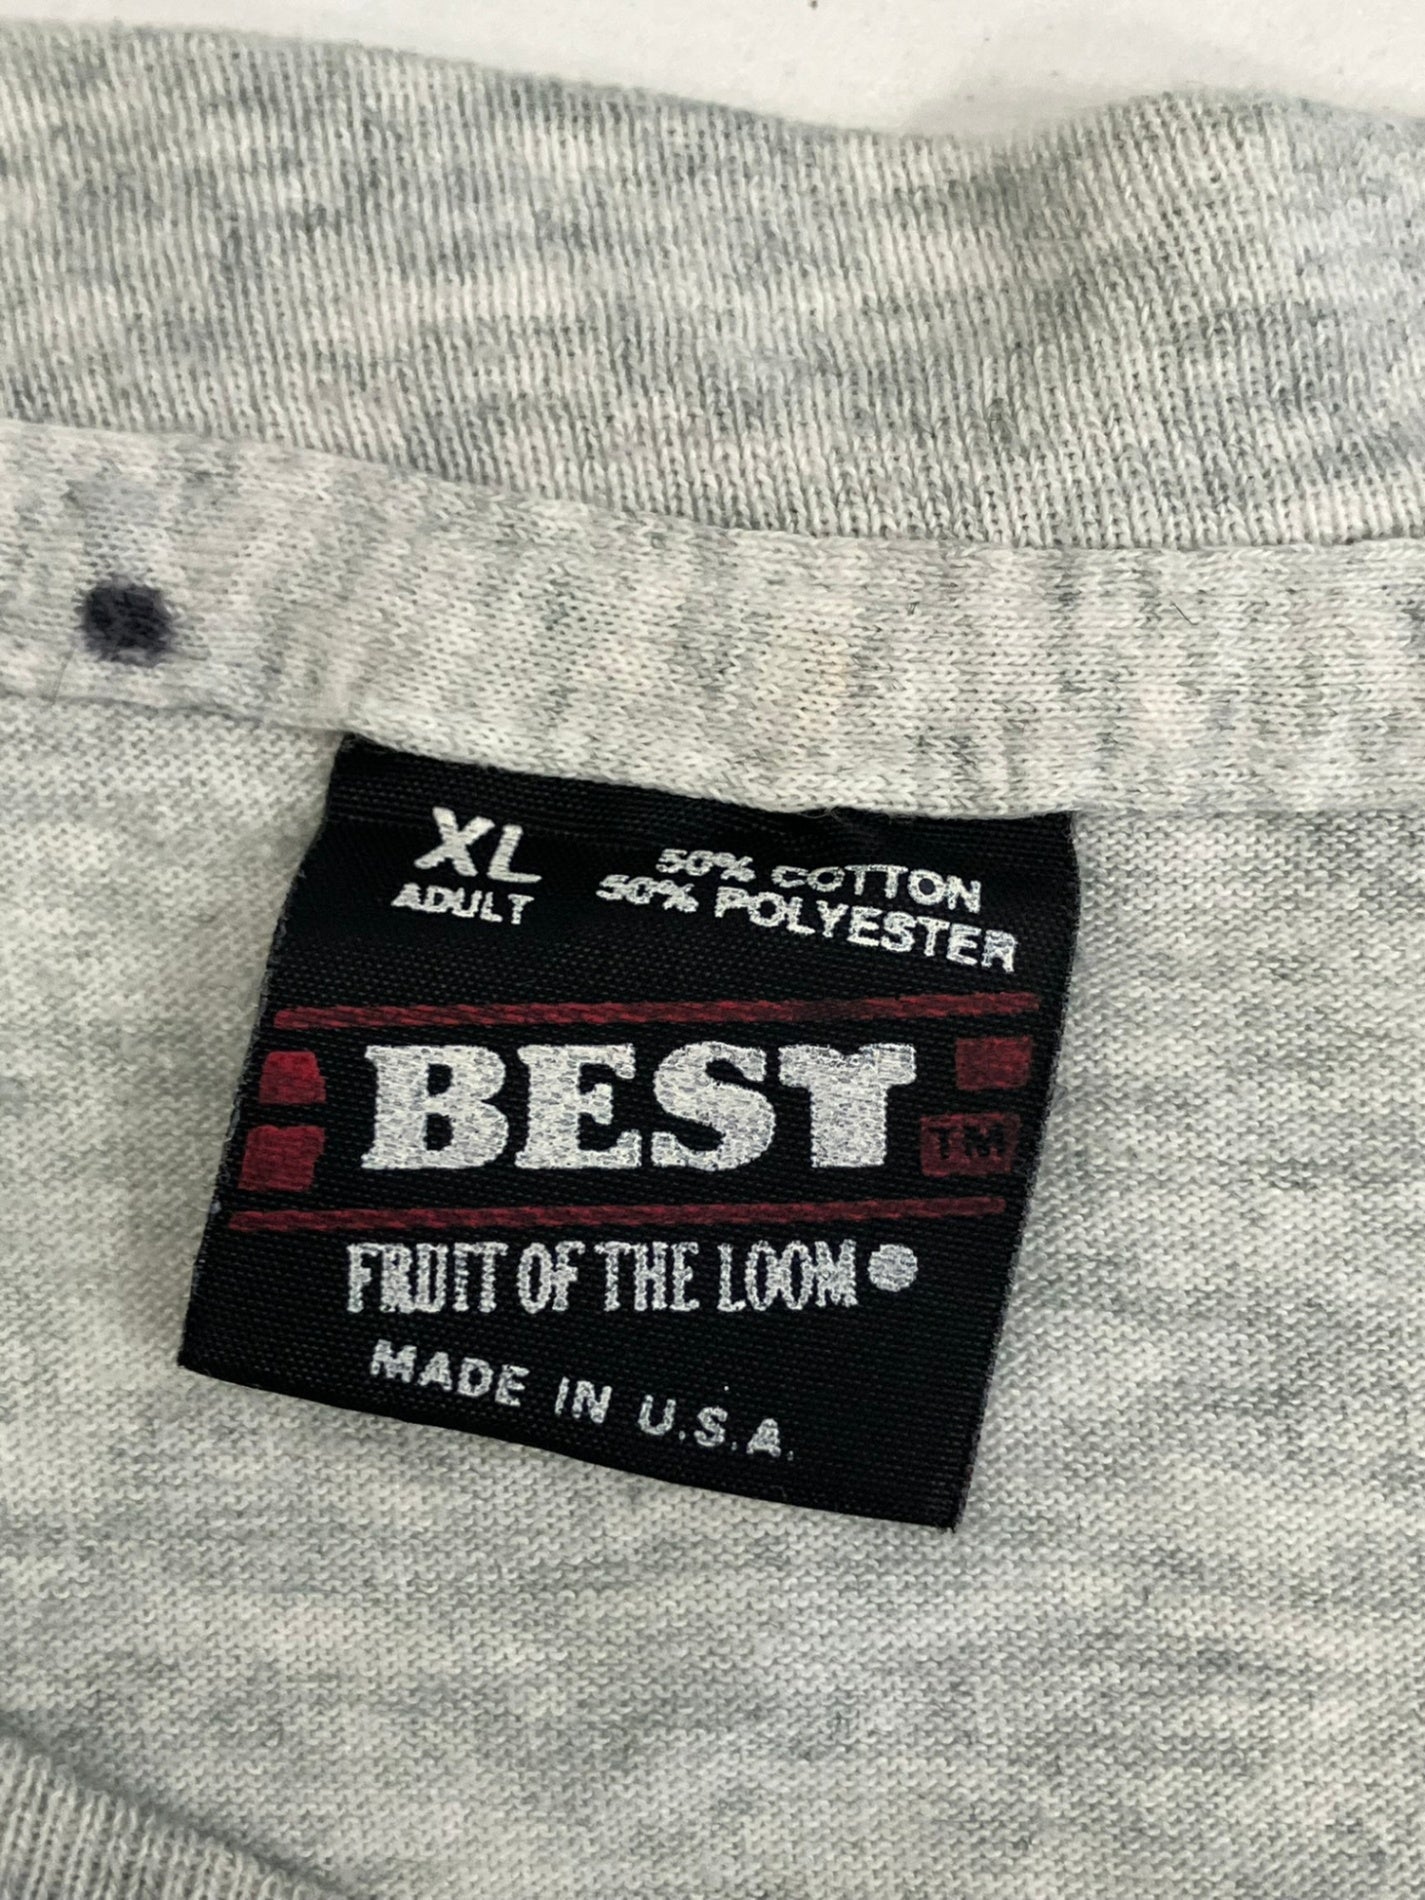 XL
ADULT
50% COTTON
50% POLYESTER
BEST
TM
FRUIT OF THE LOOM
MADE IN U.S.A.